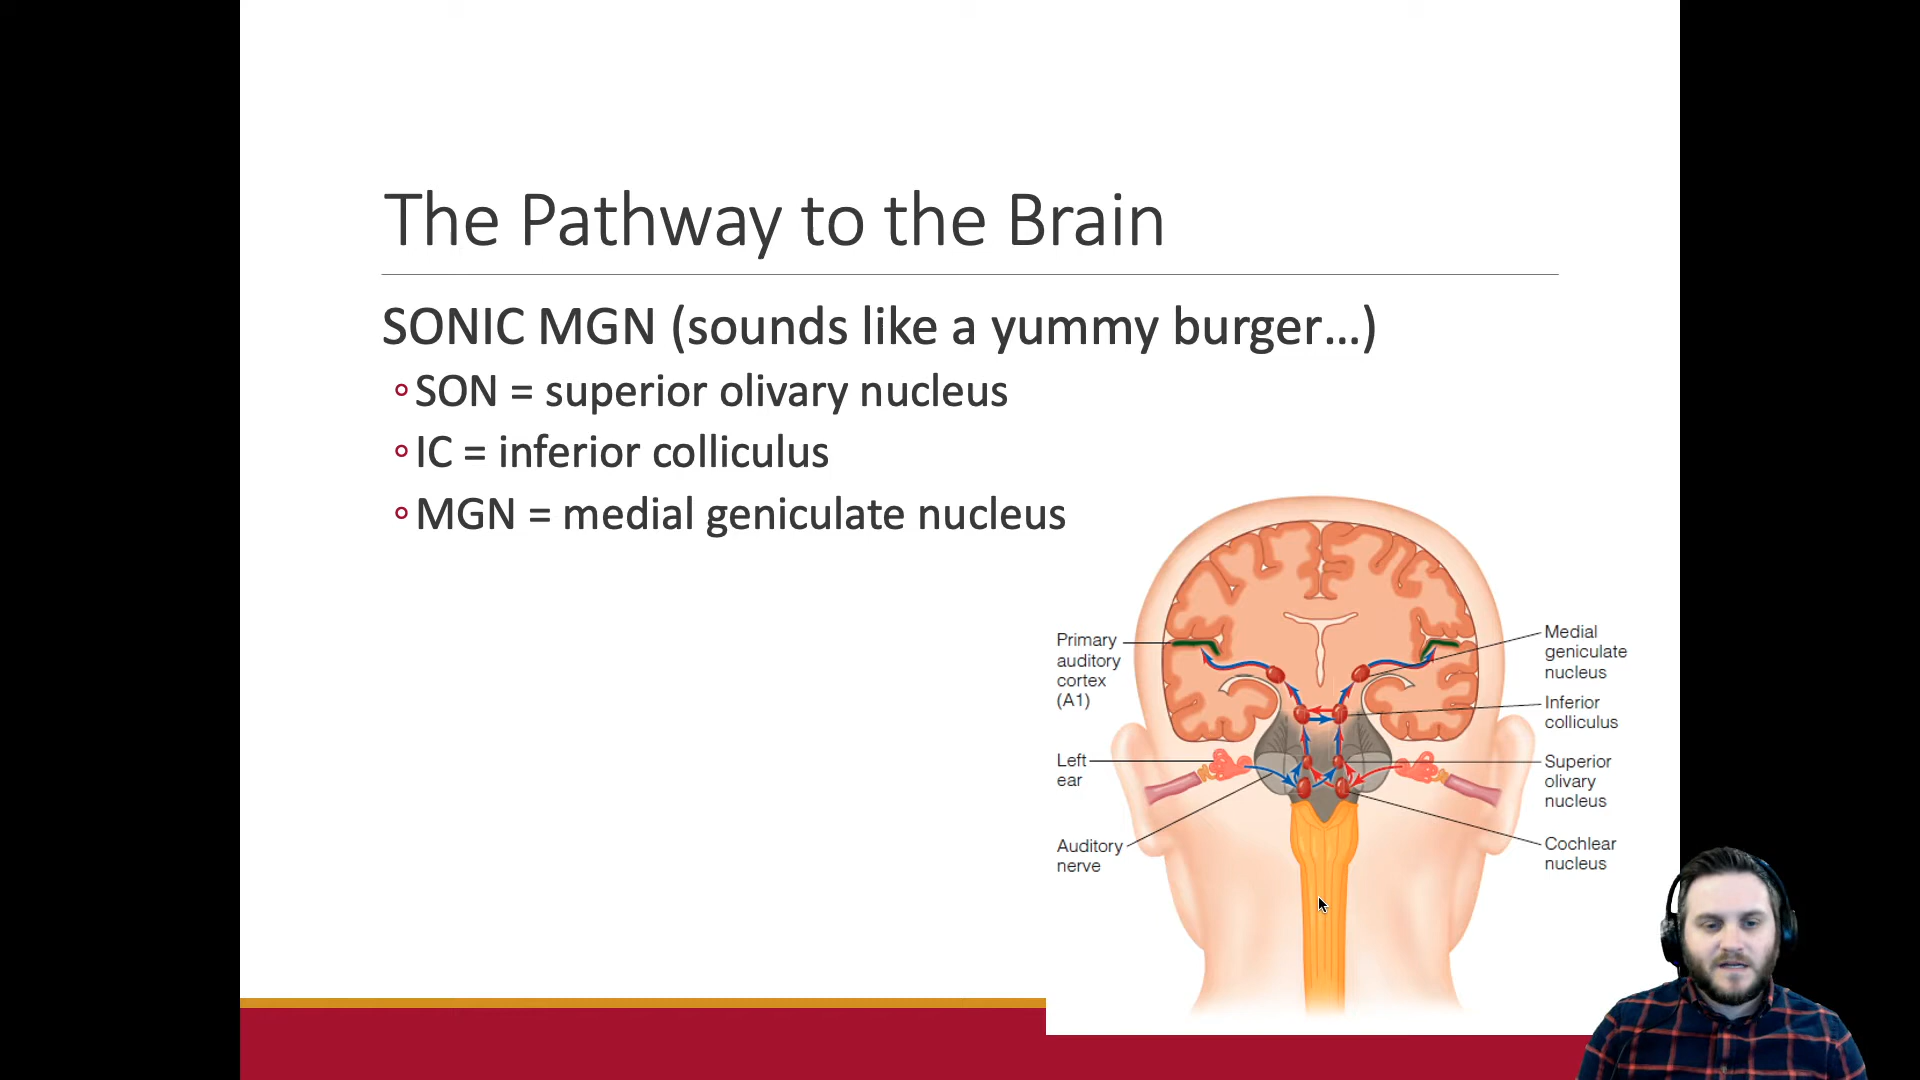 The Pathway to the Brain
SONIC MGN (sounds like a yummy burger…)
◦SON = superior olivary nucleus
◦IC = inferior colliculus
◦MGN = medial geniculate nucleus
Primary
auditory
cortex
(A1)
Left
ear
Auditory
nerve
Medial
geniculate
nucleus
Inferior
colliculus
Superior
olivary
nucleus
Cochlear
nucleus